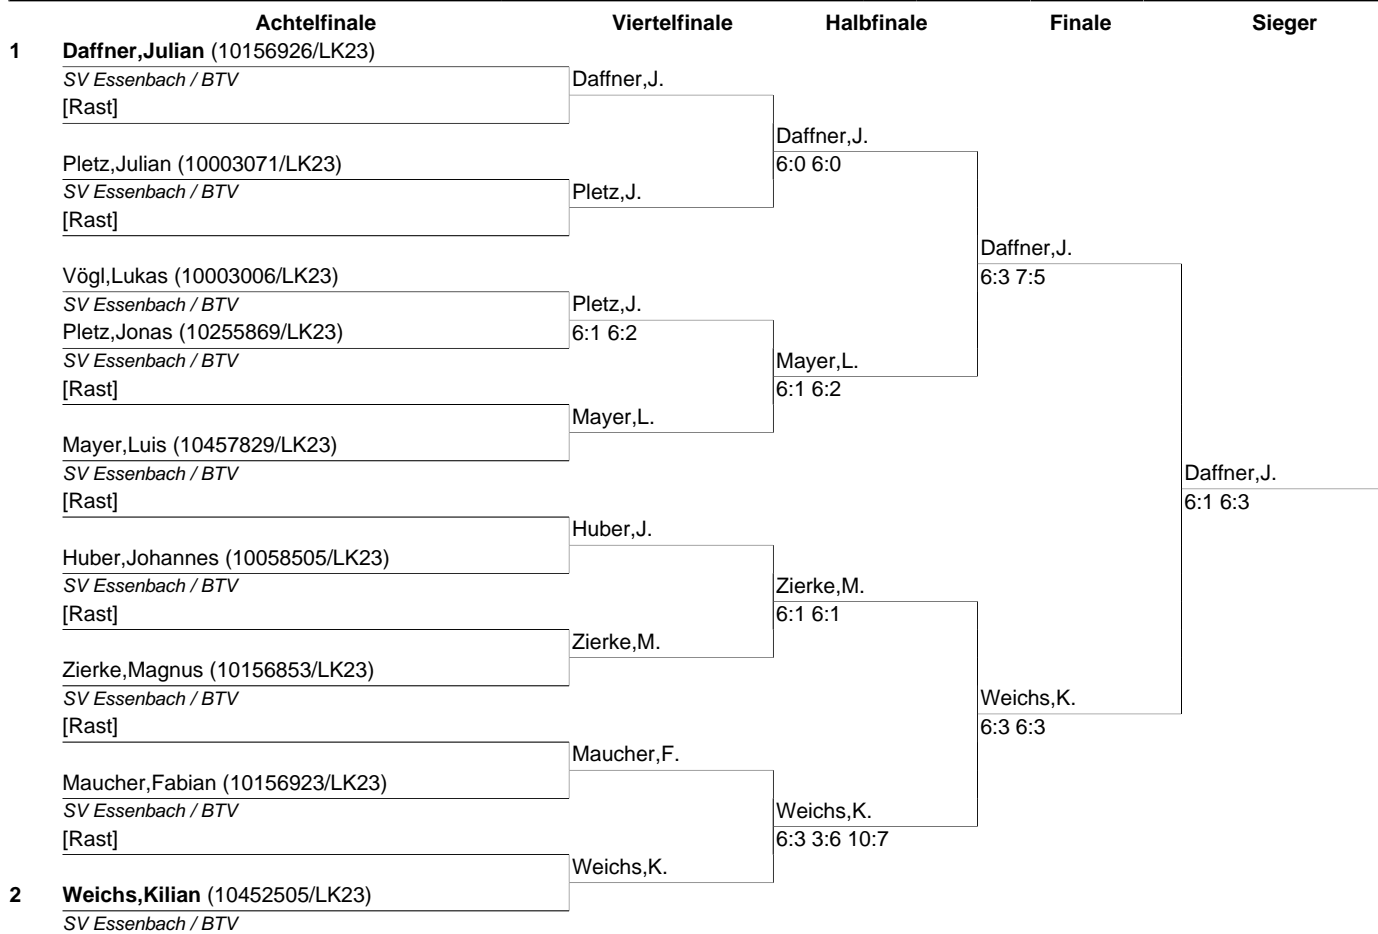 Achtelfinale Viertelfinale Halbfinale Finale Sieger
1 Daffner,Julian (10156926/LK23)
SV Essenbach / BTV Daffner,J.
[Rast]
Daffner,J.
Pletz,Julian (10003071/LK23) 6:0 6:0
SV Essenbach / BTV Pletz,J.
[Rast]
Daffner,J.
Vögl,Lukas (10003006/LK23) 6:3 7:5
SV Essenbach / BTV Pletz,J.
Pletz,Jonas (10255869/LK23) 6:1 6:2
SV Essenbach / BTV Mayer,L.
[Rast] 6:1 6:2
Mayer,L.
Mayer,Luis (10457829/LK23)
SV Essenbach / BTV Daffner,J.
[Rast] 6:1 6:3
Huber,J.
Huber,Johannes (10058505/LK23)
SV Essenbach / BTV Zierke,M.
[Rast] 6:1 6:1
Zierke,M.
Zierke,Magnus (10156853/LK23)
SV Essenbach / BTV Weichs,K.
[Rast] 6:3 6:3
Maucher,F.
Maucher,Fabian (10156923/LK23)
SV Essenbach / BTV Weichs,K.
[Rast] 6:3 3:6 10:7
Weichs,K.
2 Weichs,Kilian (10452505/LK23)
SV Essenbach / BTV